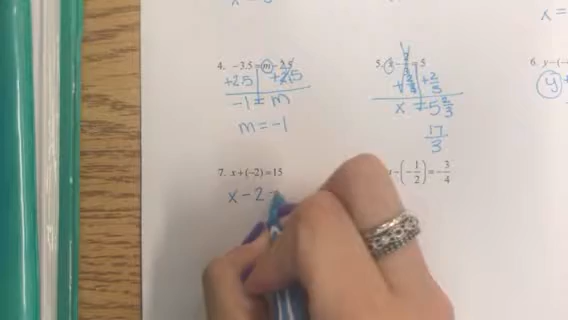 x =
4. −3.5 = m − 2.5
+2.5 +2.5
−1 = m
m = −1
5.
= 5
+ 2/3 + 2/3
x = 5 2/3
17/3
6. y − (−
y +
7. x + (−2) = 15
x − 2 =
− (− 1/2) = − 3/4